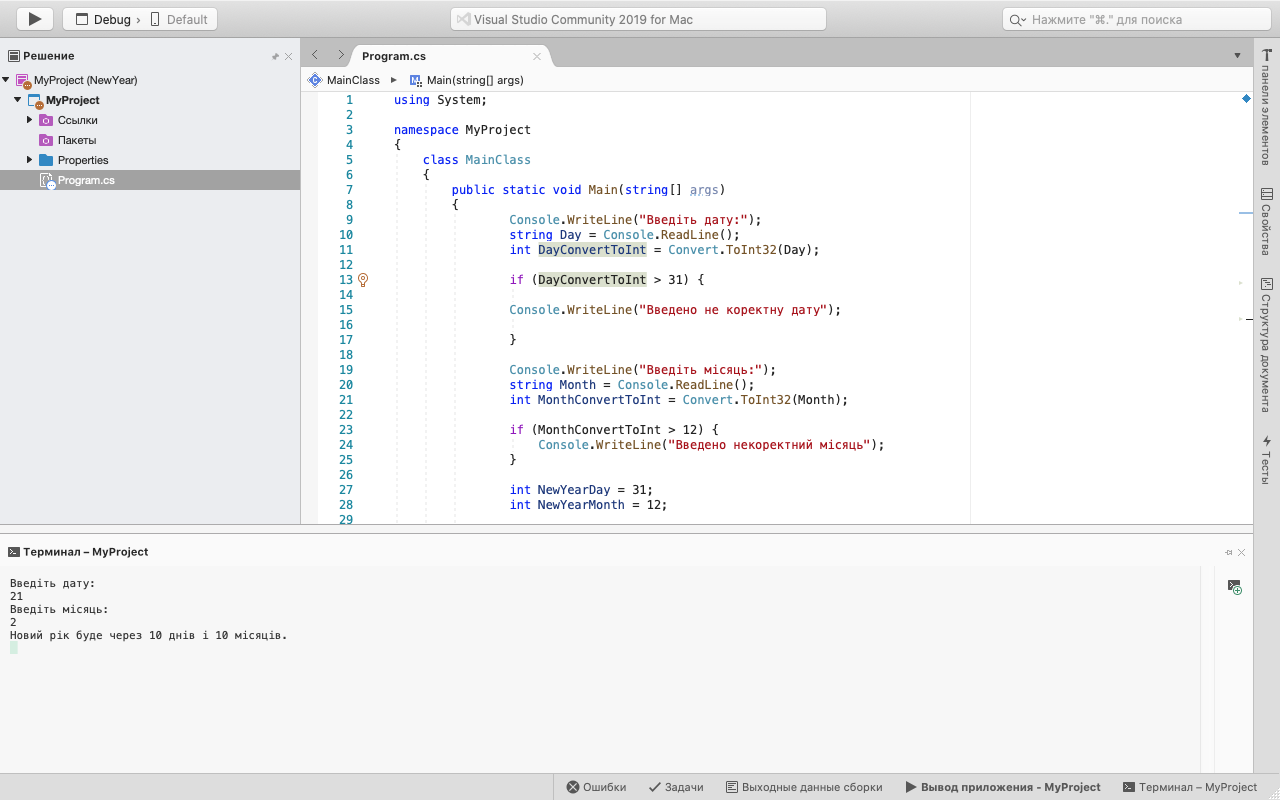 Debug › Default
Visual Studio Community 2019 for Mac
Нажмите "⌘." для поиска
Решение
MyProject (NewYear)
MyProject
Ссылки
Пакеты
Properties
Program.cs
Program.cs
MainClass ▸ Main(string[] args)
1 using System;
2
3 namespace MyProject
4 {
5 class MainClass
6 {
7 public static void Main(string[] args)
8 {
9 Console.WriteLine("Введіть дату:");
10 string Day = Console.ReadLine();
11 int DayConvertToInt = Convert.ToInt32(Day);
12
13 if (DayConvertToInt > 31) {
14
15 Console.WriteLine("Введено не коректну дату");
16
17 }
18
19 Console.WriteLine("Введіть місяць:");
20 string Month = Console.ReadLine();
21 int MonthConvertToInt = Convert.ToInt32(Month);
22
23 if (MonthConvertToInt > 12) {
24 Console.WriteLine("Введено некоректний місяць");
25 }
26
27 int NewYearDay = 31;
28 int NewYearMonth = 12;
29
панели элементов
Свойства
Структура документа
Тесты
Терминал – MyProject
Введіть дату:
21
Введіть місяць:
2
Новий рік буде через 10 днів і 10 місяців.
Ошибки
Задачи
Выходные данные сборки
Вывод приложения - MyProject
Терминал – MyProject